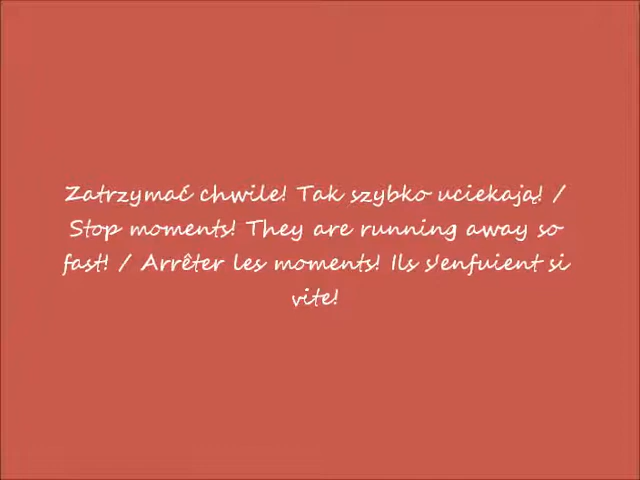 Zatrzymać chwile! Tak szybko uciekają! /
Stop moments! They are running away so
fast! / Arrêter les moments! Ils s'enfuient si
vite!